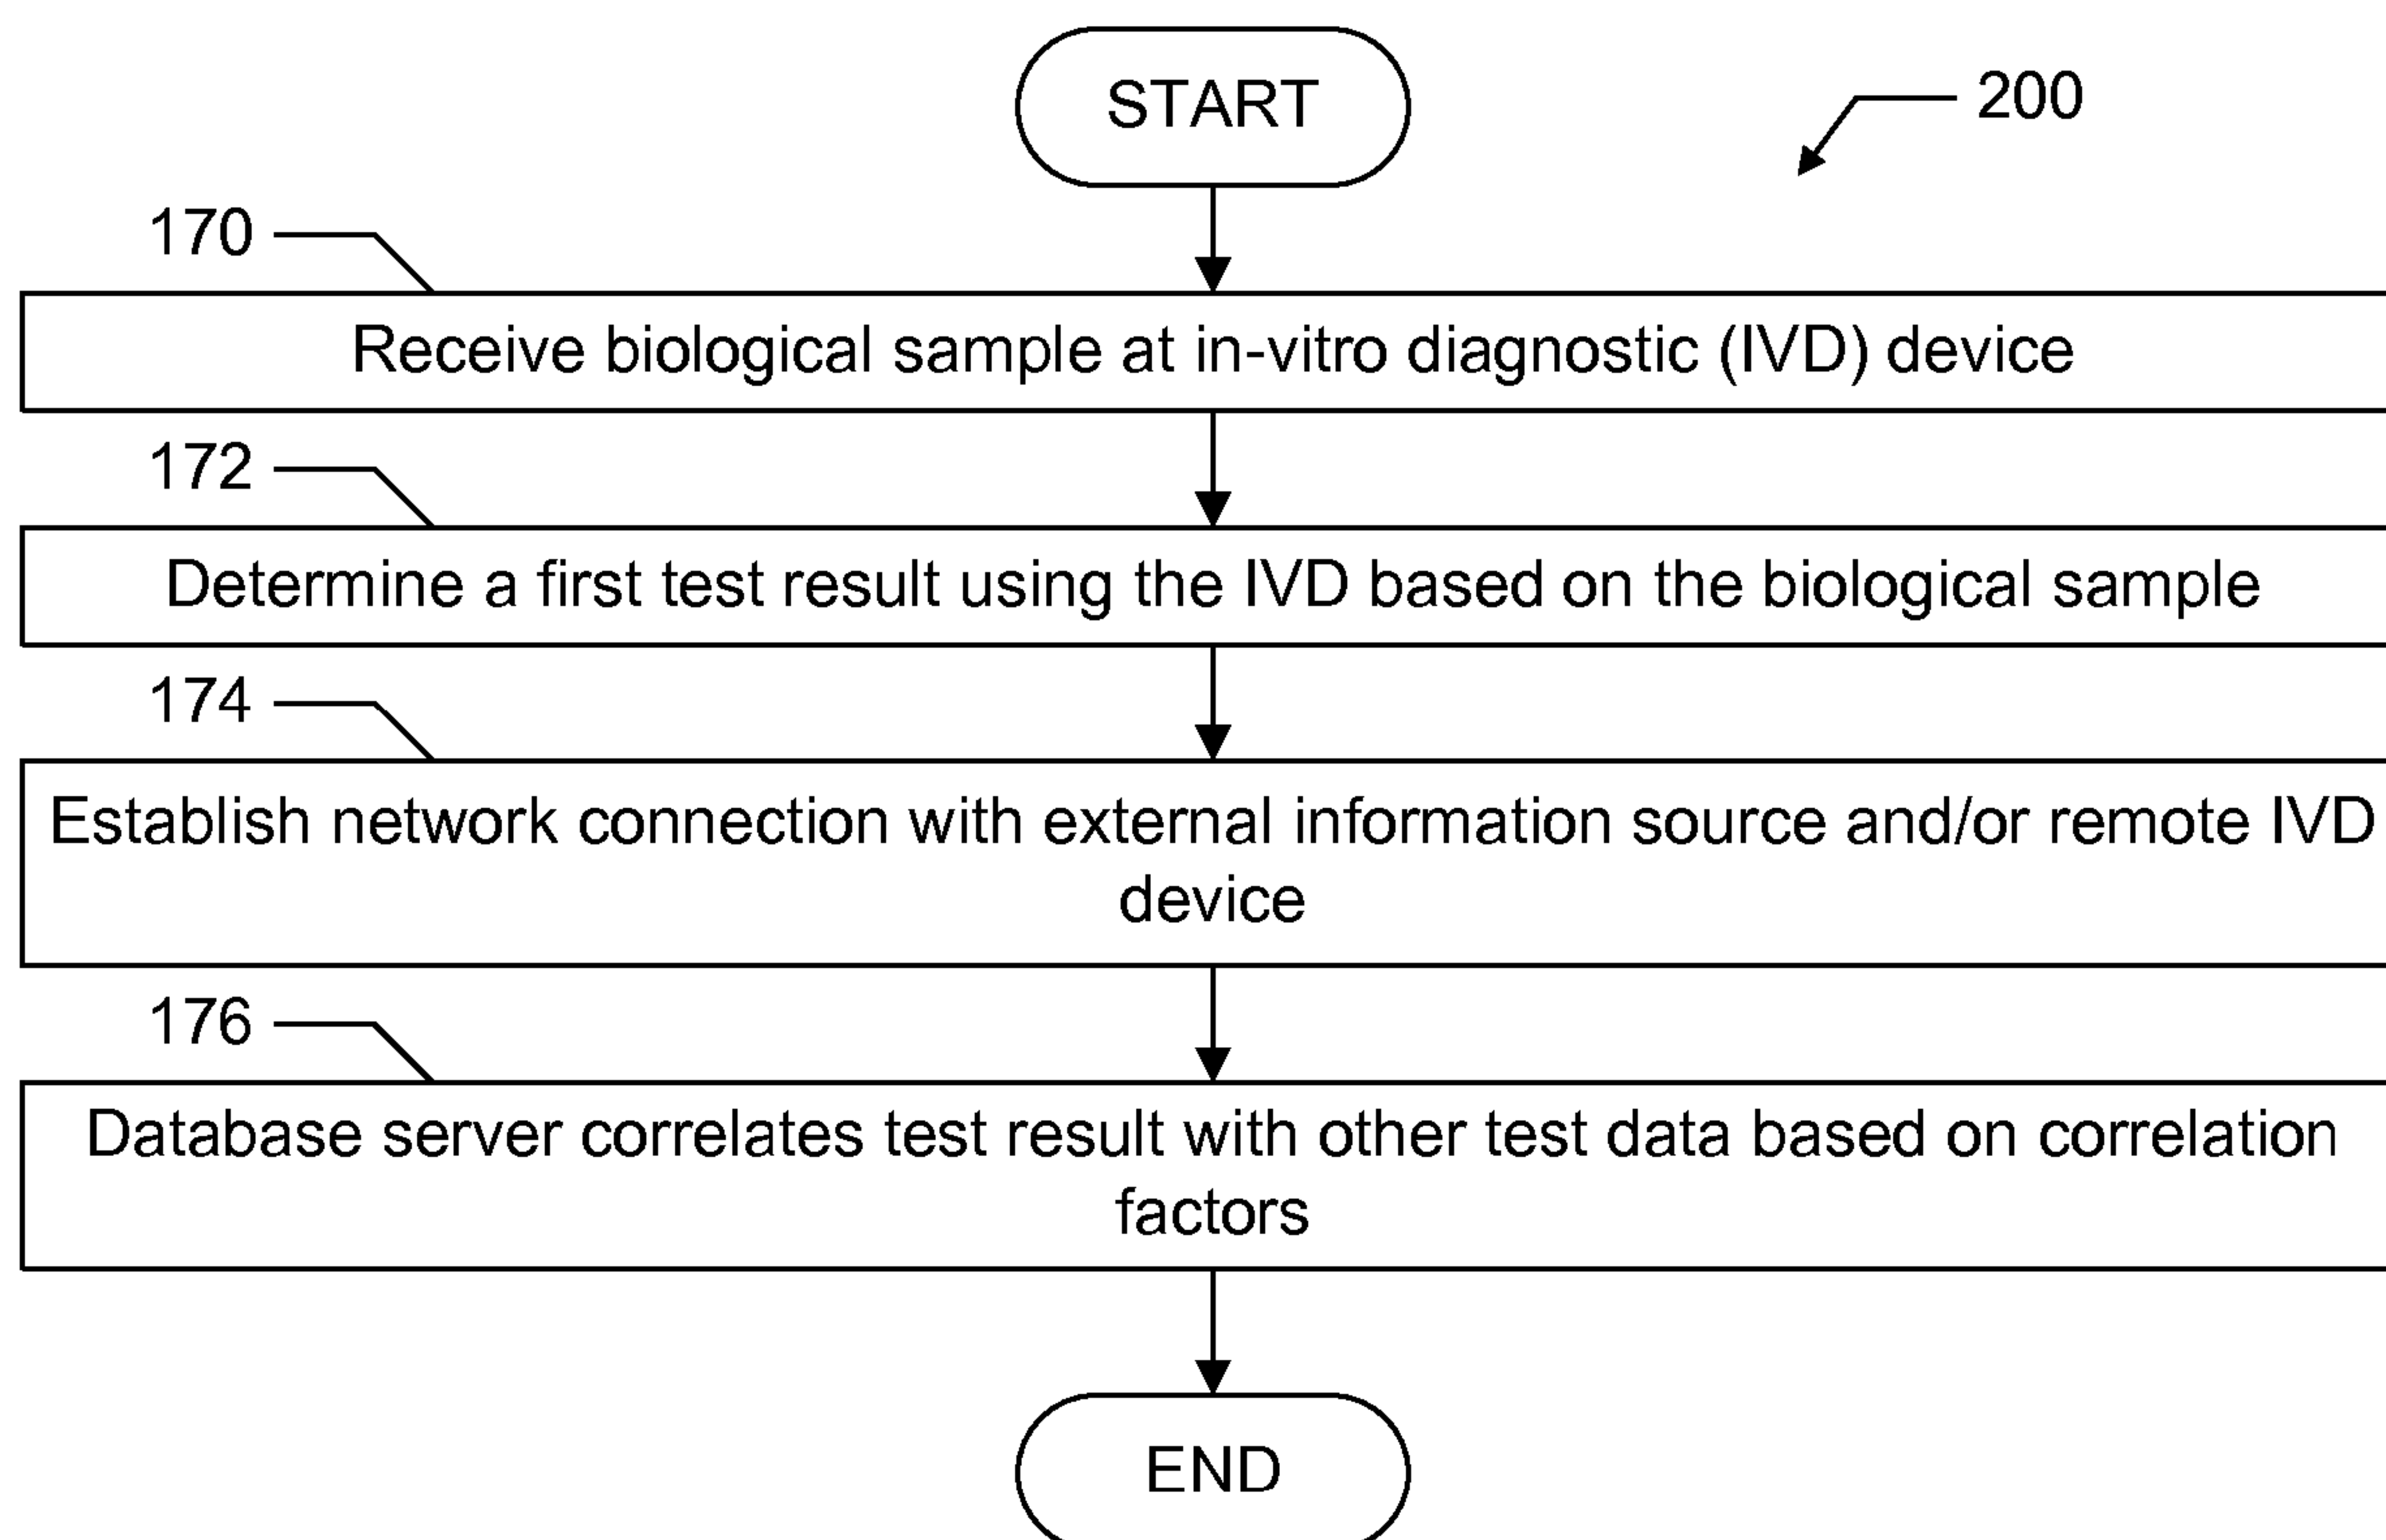 START
200
170
Receive biological sample at in-vitro diagnostic (IVD) device
172
Determine a first test result using the IVD based on the biological sample
174
Establish network connection with external information source and/or remote IVD
device
176
Database server correlates test result with other test data based on correlation
factors
END